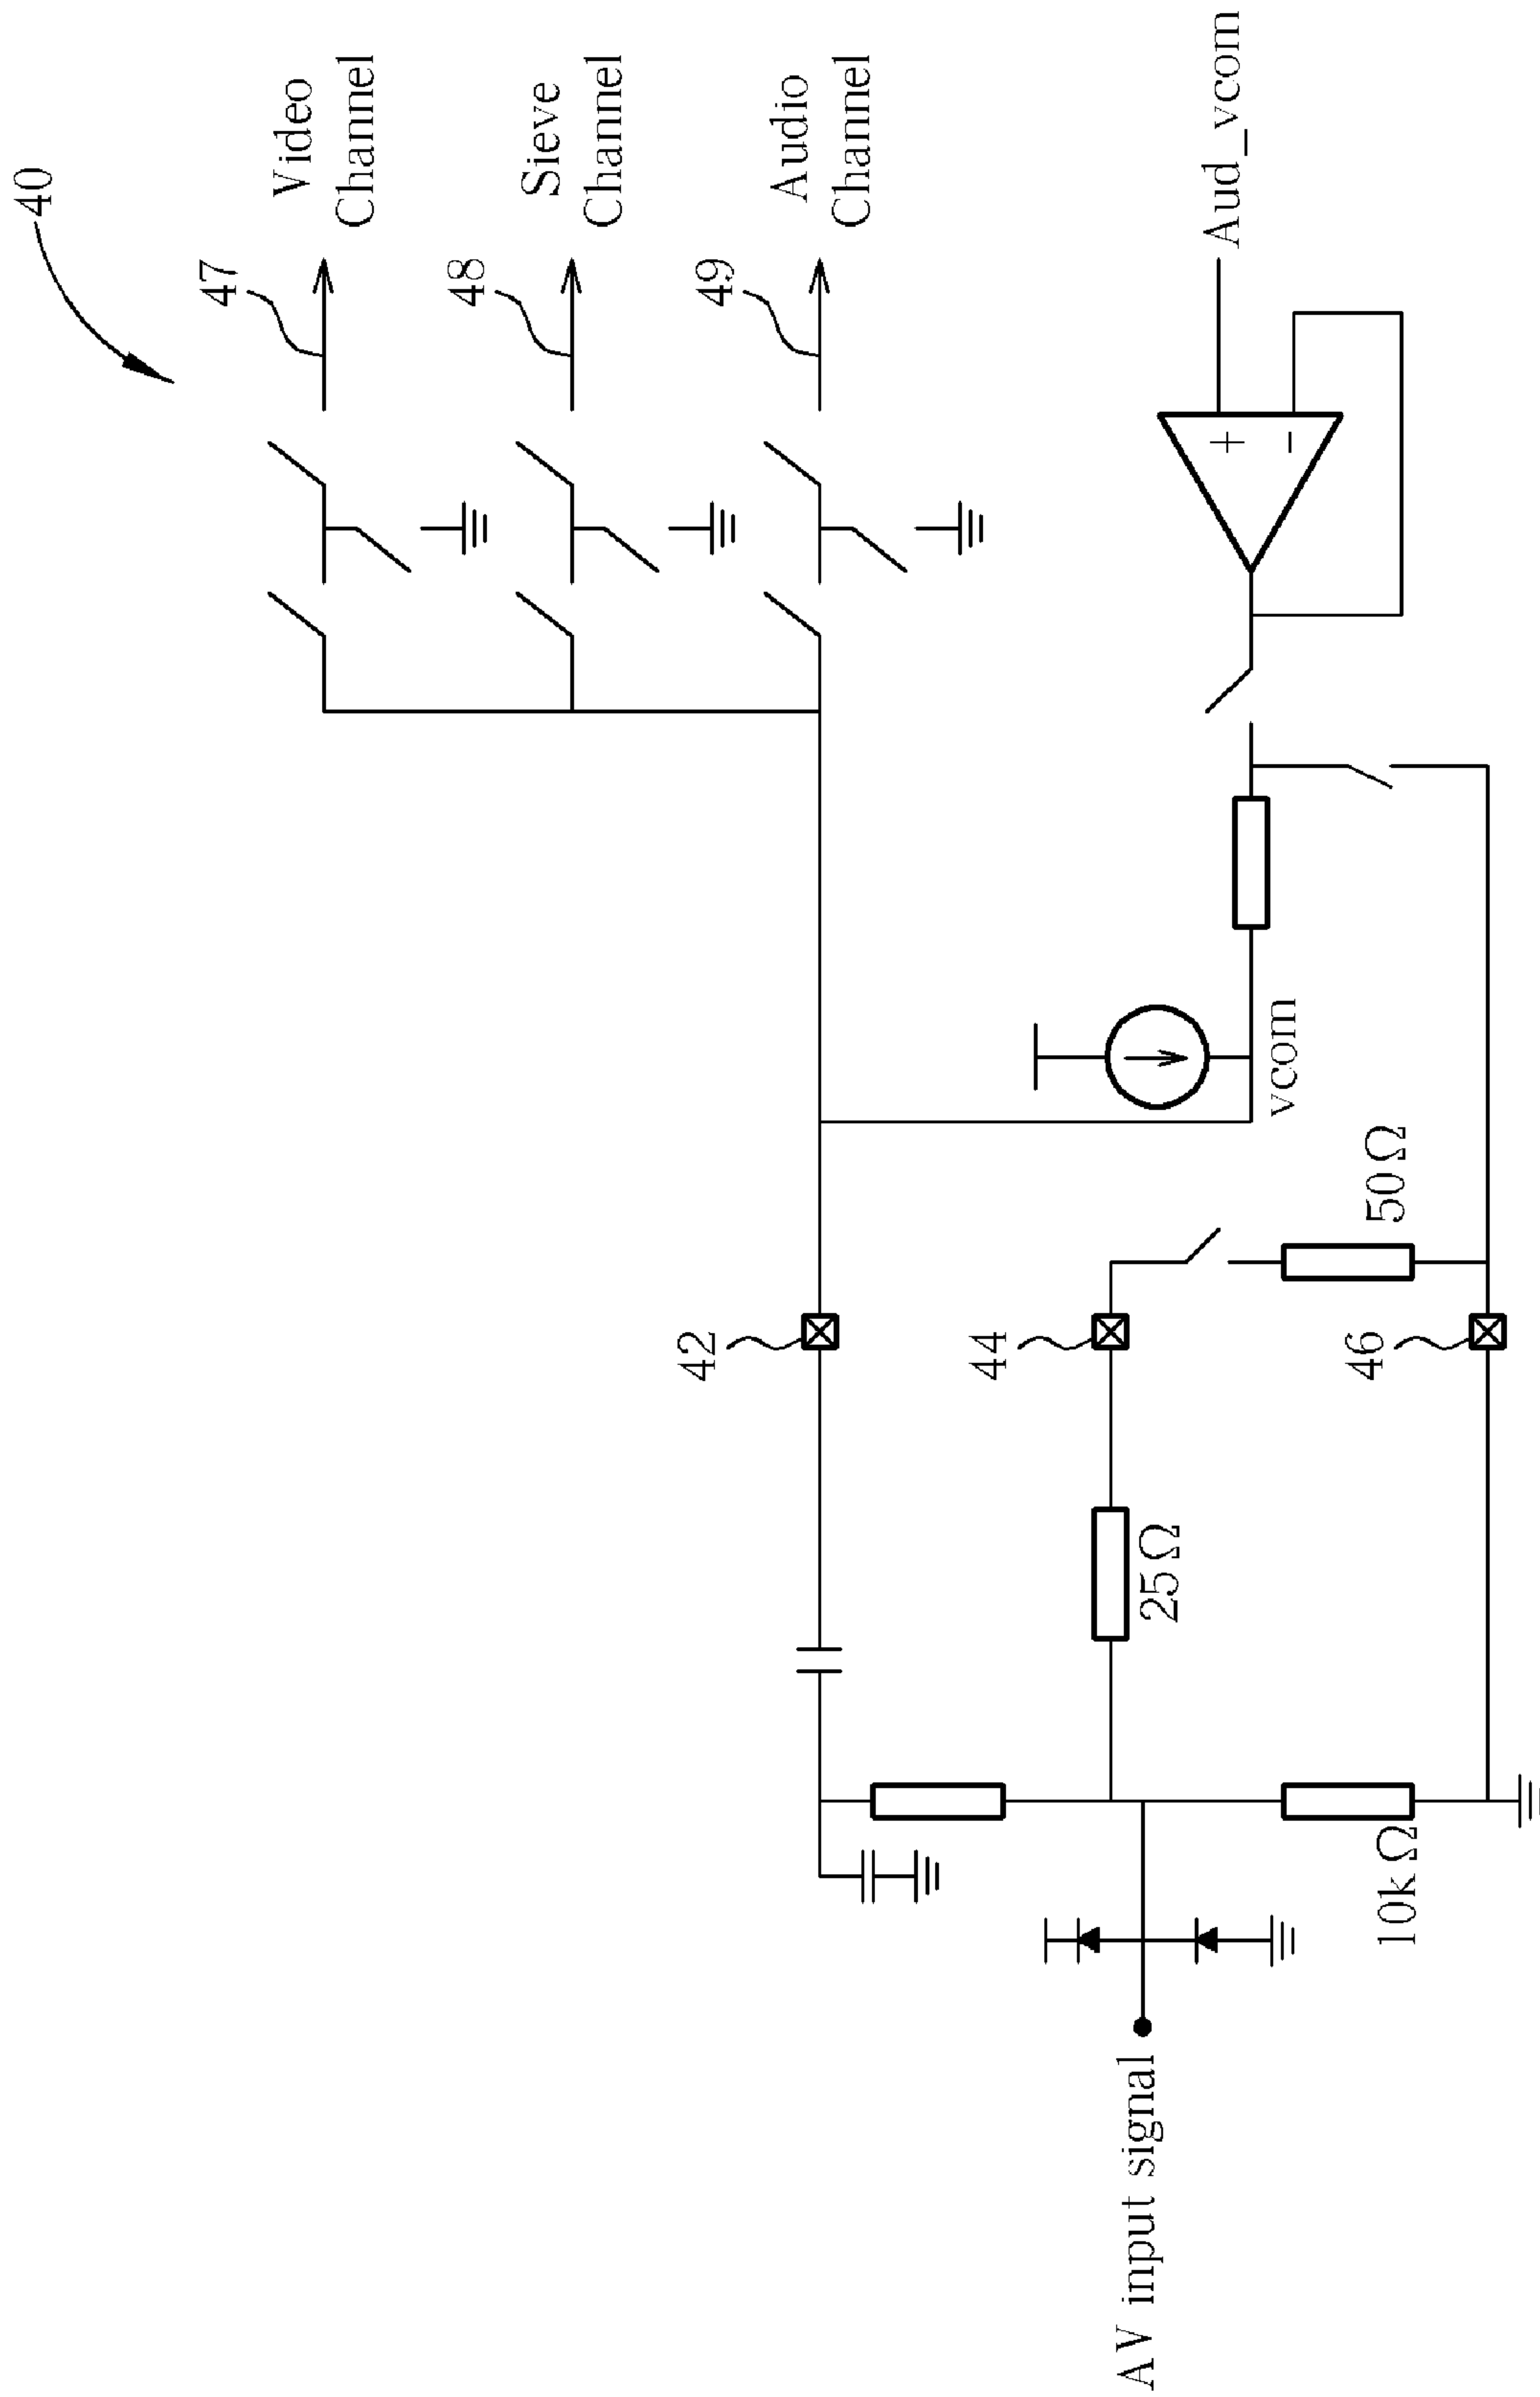 40
47
Video
Channel
48
Sieve
Channel
49
Audio
Channel
Aud_vcom
+
-
vcom
42
44
46
50Ω
25Ω
10kΩ
AV input signal